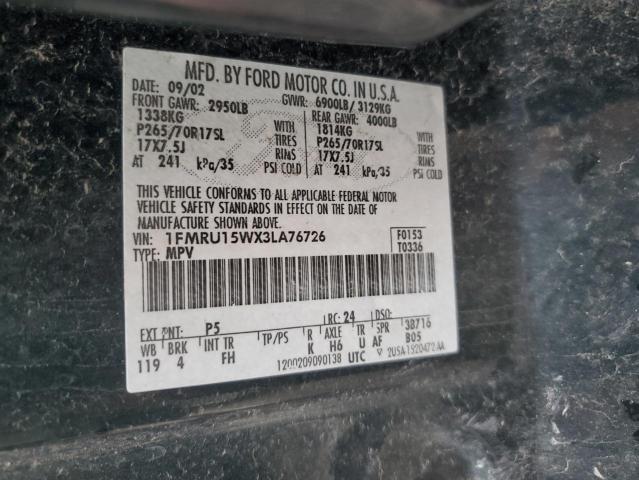 MFD. BY FORD MOTOR CO. IN U.S.A.
DATE: 09/02 GVWR: 6900LB/ 3129KG
FRONT GAWR: 2950LB REAR GAWR: 4000LB
1338KG WITH 1814KG WITH
P265/70R17SL TIRES P265/70R17SL TIRES
17X7.5J RIMS 17X7.5J RIMS
AT 241 kPa/35 PSI COLD AT 241 kPa/35 PSI COLD
THIS VEHICLE CONFORMS TO ALL APPLICABLE FEDERAL MOTOR
VEHICLE SAFETY STANDARDS IN EFFECT ON THE DATE OF
MANUFACTURE SHOWN ABOVE.
VIN: 1FMRU15WX3LA76726 F0153
TYPE: MPV T0336
EXT PNT: P5 RC: 24 DSO:
WB BRK INT TR TP/PS R AXLE TR SPR 3B716
119 4 FH K H6 U AF B05
1200209090138 UTC 2USA1520472 AA